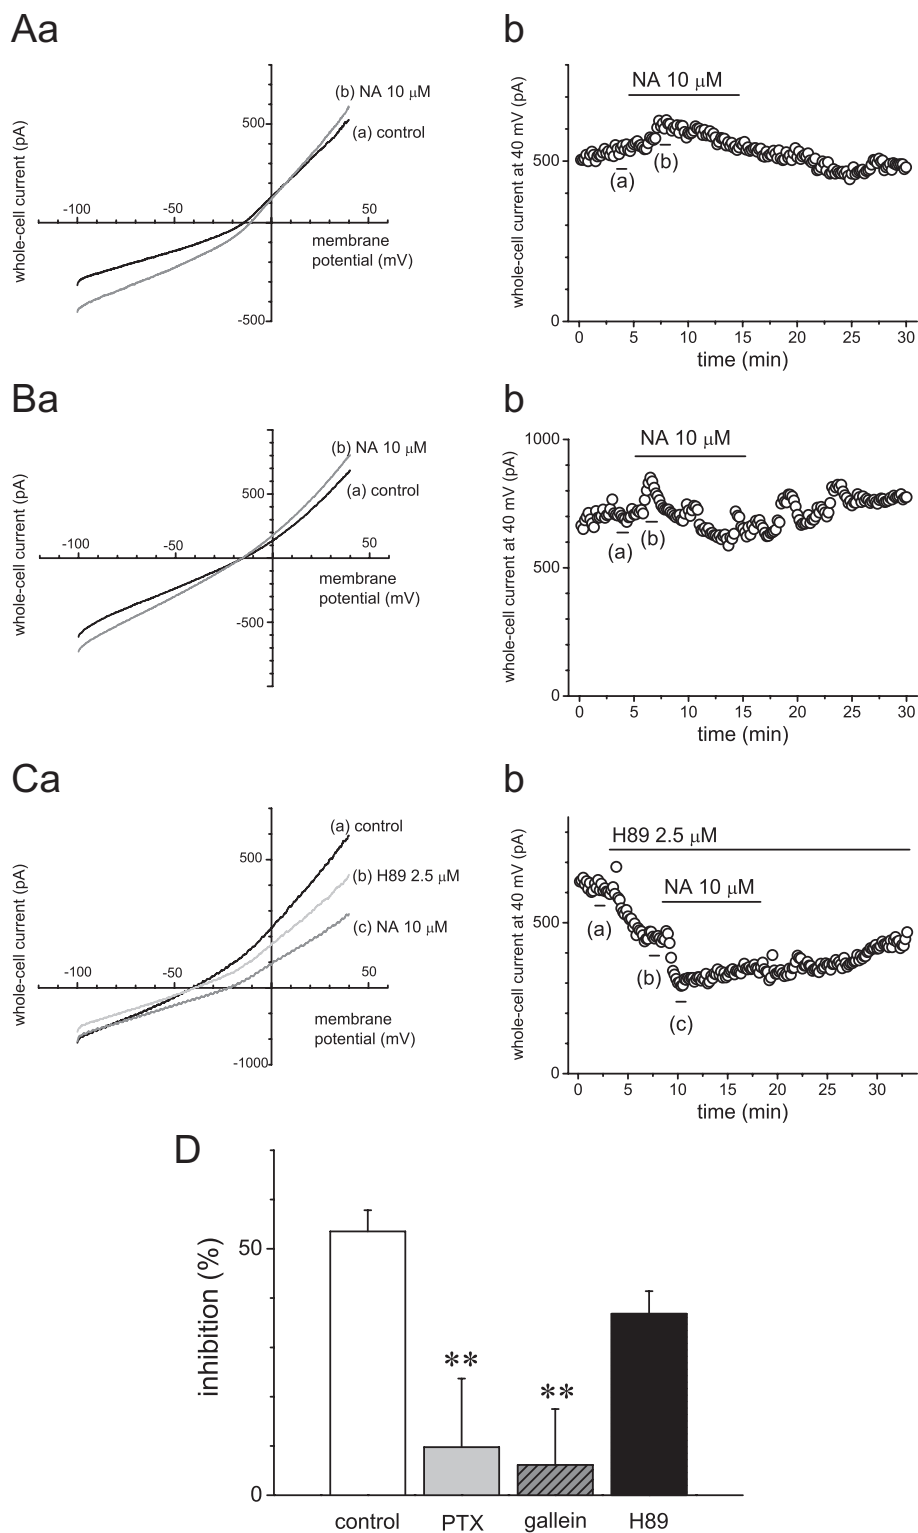 Aa
b
(b) NA 10 μM
(a) control
500
-100
-50
50
-500
whole-cell current (pA)
membrane
potential (mV)
NA 10 μM
(a)
(b)
500
0
whole-cell current at 40 mV (pA)
0 5 10 15 20 25 30
time (min)
Ba
b
(b) NA 10 μM
(a) control
500
-100
-50
50
-500
whole-cell current (pA)
membrane
potential (mV)
NA 10 μM
(a)
(b)
1000
500
0
whole-cell current at 40 mV (pA)
0 5 10 15 20 25 30
time (min)
Ca
b
(a) control
(b) H89 2.5 μM
(c) NA 10 μM
500
-100
-50
50
-1000
whole-cell current (pA)
membrane
potential (mV)
H89 2.5 μM
NA 10 μM
(a)
(b)
(c)
500
0
whole-cell current at 40 mV (pA)
0 5 10 15 20 25 30
time (min)
D
inhibition (%)
50
0
**
**
control PTX gallein H89